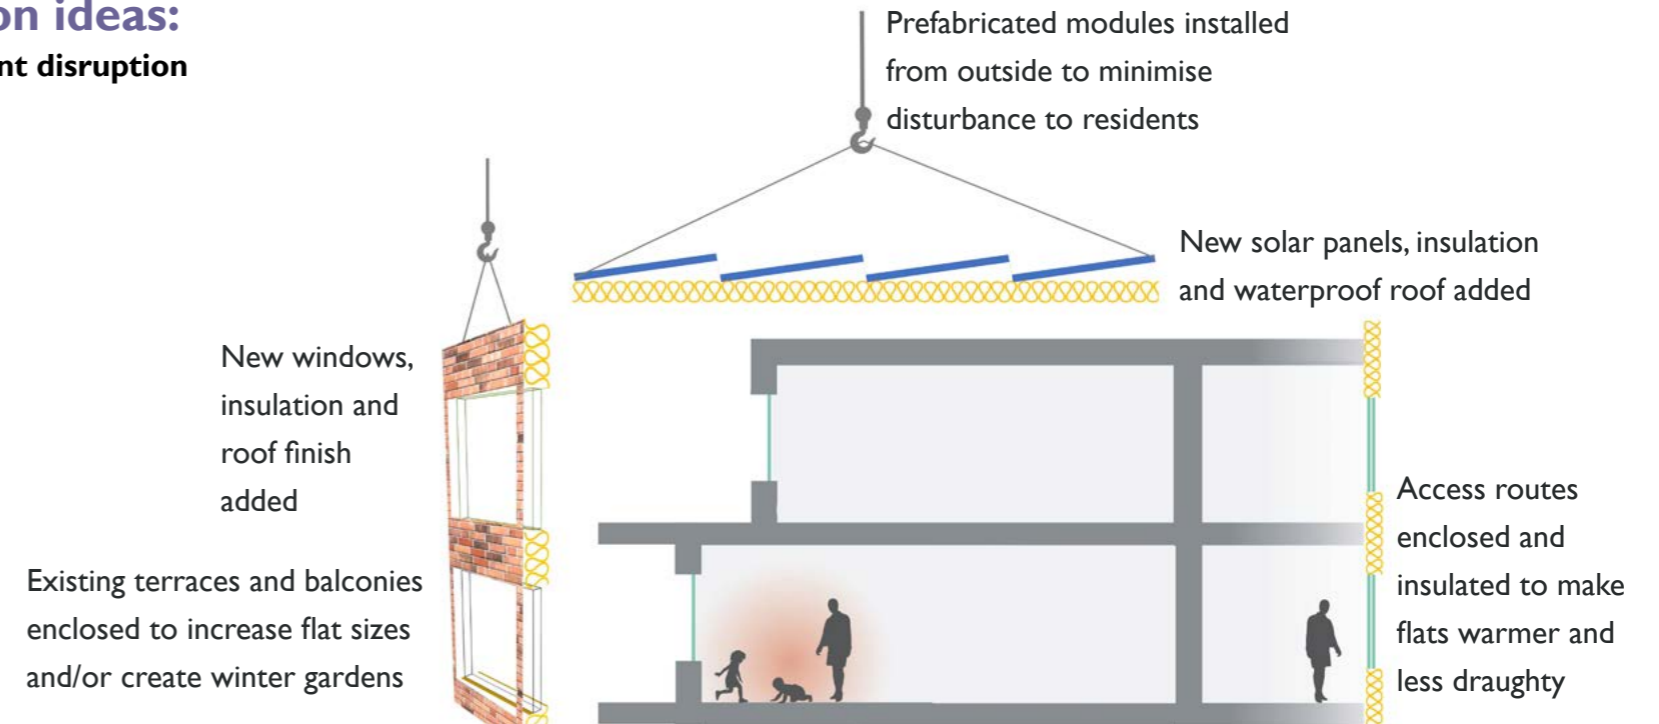 on ideas:
nt disruption
Prefabricated modules installed
from outside to minimise
disturbance to residents
New solar panels, insulation
and waterproof roof added
New windows,
insulation and
roof finish
added
Existing terraces and balconies
enclosed to increase flat sizes
and/or create winter gardens
Access routes
enclosed and
insulated to make
flats warmer and
less draughty